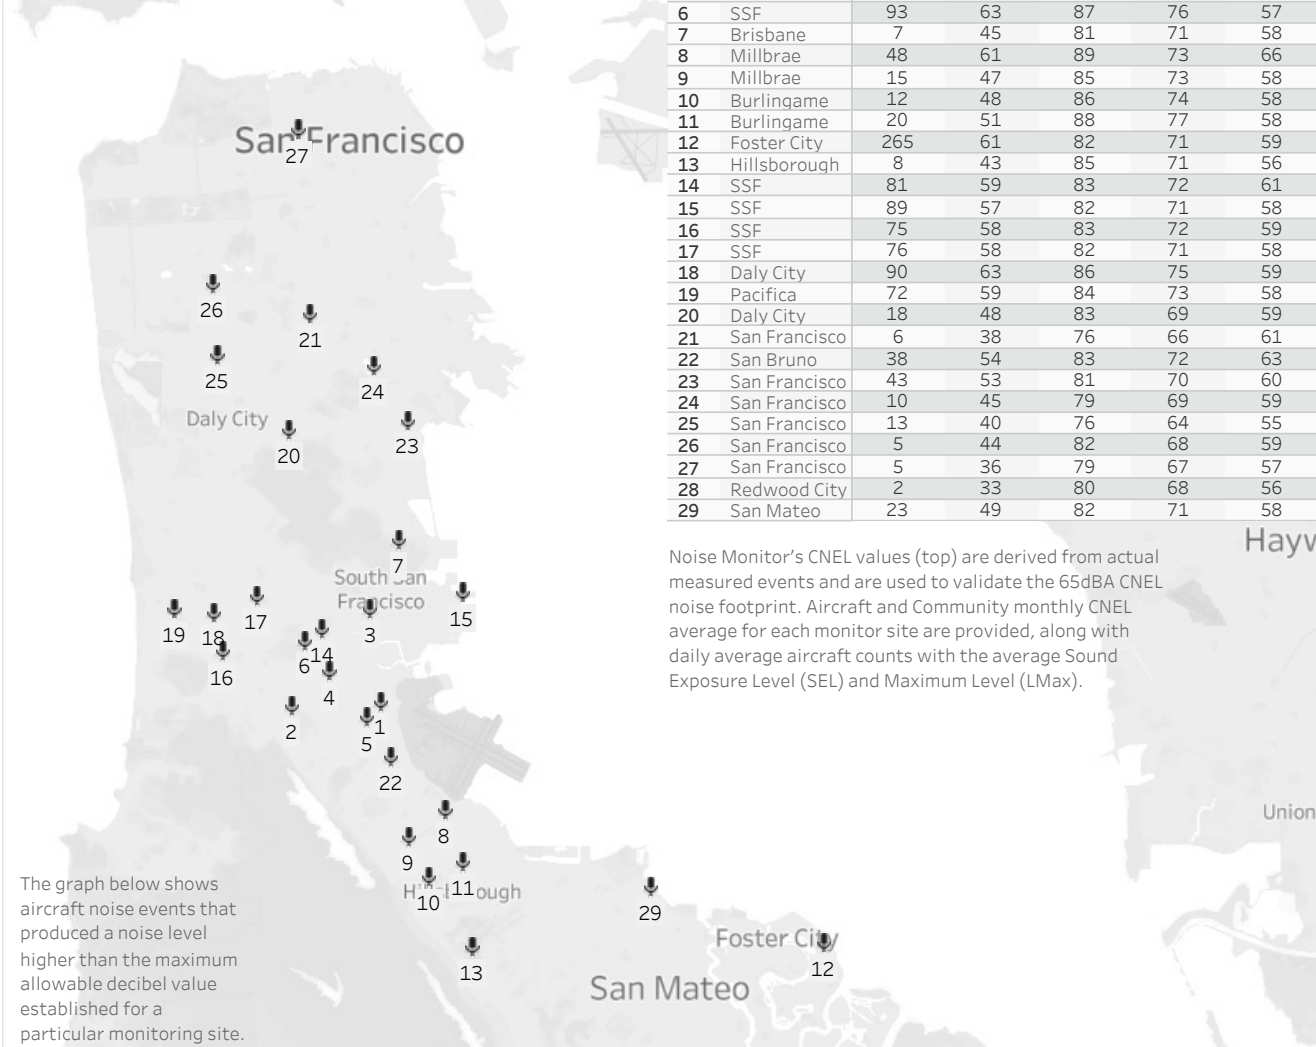 6 SSF 93 63 87 76 57
7 Brisbane 7 45 81 71 58
8 Millbrae 48 61 89 73 66
9 Millbrae 15 47 85 73 58
10 Burlingame 12 48 86 74 58
11 Burlingame 20 51 88 77 58
12 Foster City 265 61 82 71 59
13 Hillsborough 8 43 85 71 56
14 SSF 81 59 83 72 61
15 SSF 89 57 82 71 58
16 SSF 75 58 83 72 59
17 SSF 76 58 82 71 58
18 Daly City 90 63 86 75 59
19 Pacifica 72 59 84 73 58
20 Daly City 18 48 83 69 59
21 San Francisco 6 38 76 66 61
22 San Bruno 38 54 83 72 63
23 San Francisco 43 53 81 70 60
24 San Francisco 10 45 79 69 59
25 San Francisco 13 40 76 64 55
26 San Francisco 5 44 82 68 59
27 San Francisco 5 36 79 67 57
28 Redwood City 2 33 80 68 56
29 San Mateo 23 49 82 71 58
Noise Monitor's CNEL values (top) are derived from actual
measured events and are used to validate the 65dBA CNEL
noise footprint. Aircraft and Community monthly CNEL
average for each monitor site are provided, along with
daily average aircraft counts with the average Sound
Exposure Level (SEL) and Maximum Level (LMax).
San Francisco
27
26
21
25
24
Daly City
20
23
7
South San
Francisco
15
17
19
18
3
14
6
16
4
2
1
5
22
8
9
11
Hillsborough
10
29
Foster City
12
13
San Mateo
Hayw
Union
The graph below shows
aircraft noise events that
produced a noise level
higher than the maximum
allowable decibel value
established for a
particular monitoring site.